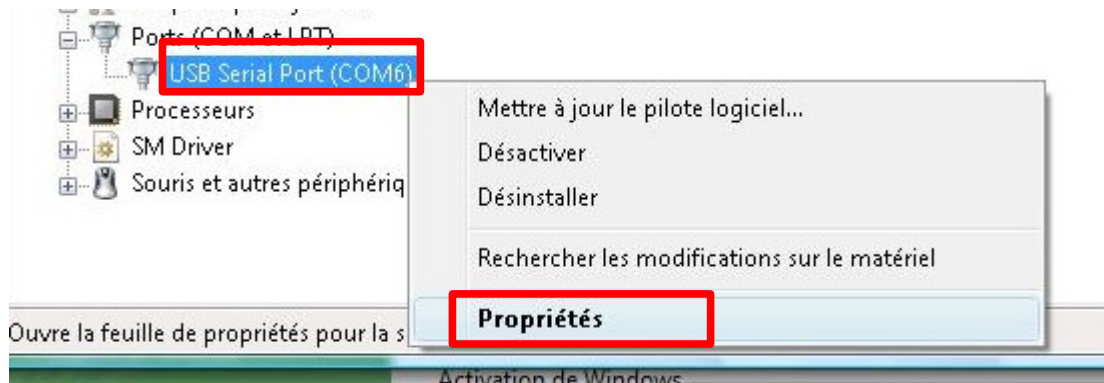 Ports (COM et LPT)
USB Serial Port (COM6)
Processeurs
SM Driver
Souris et autres périphériq
Mettre à jour le pilote logiciel...
Désactiver
Désinstaller
Rechercher les modifications sur le matériel
Propriétés
Ouvre la feuille de propriétés pour la s
Activation de Windows